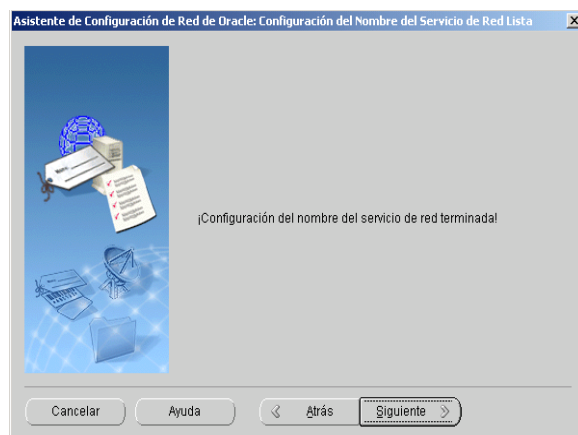 Asistente de Configuración de Red de Oracle: Configuración del Nombre del Servicio de Red Lista
¡Configuración del nombre del servicio de red terminada!
Cancelar
Ayuda
Atrás
Siguiente